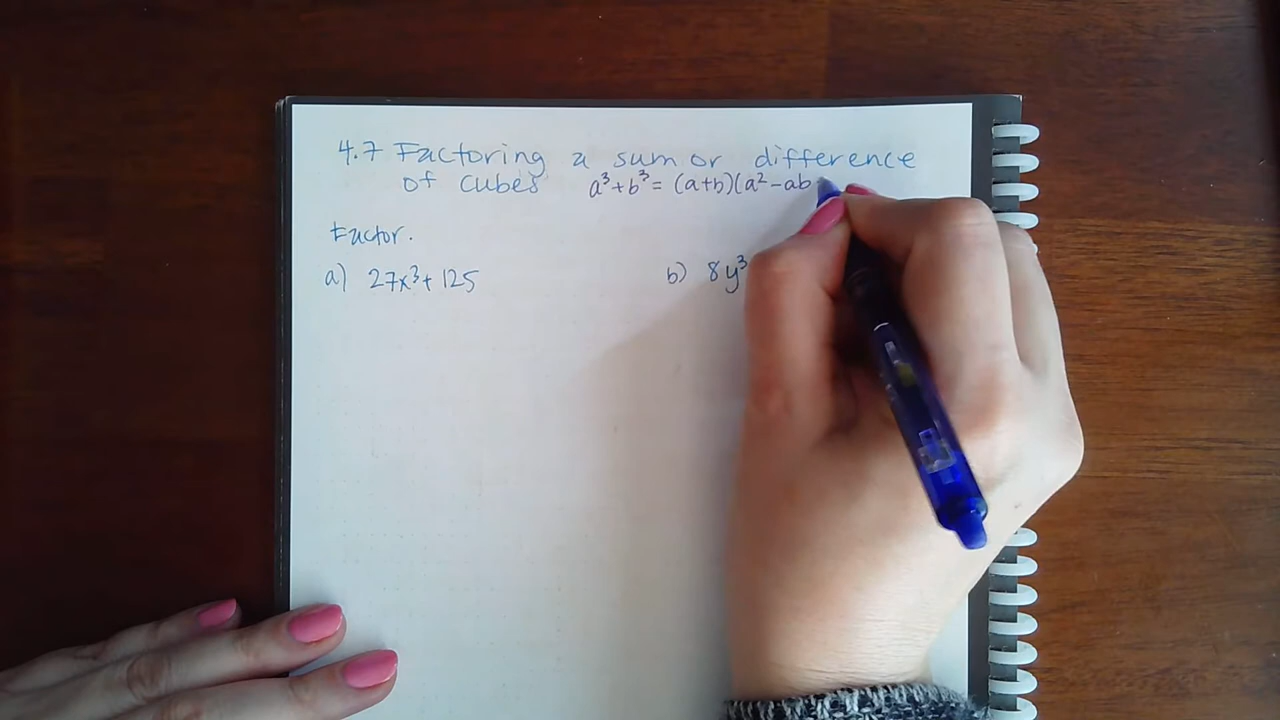 4.7 Factoring a sum or difference
of cubes a³+b³= (a+b)(a²-ab
Factor.
a) 27x³+125 b) 8y³